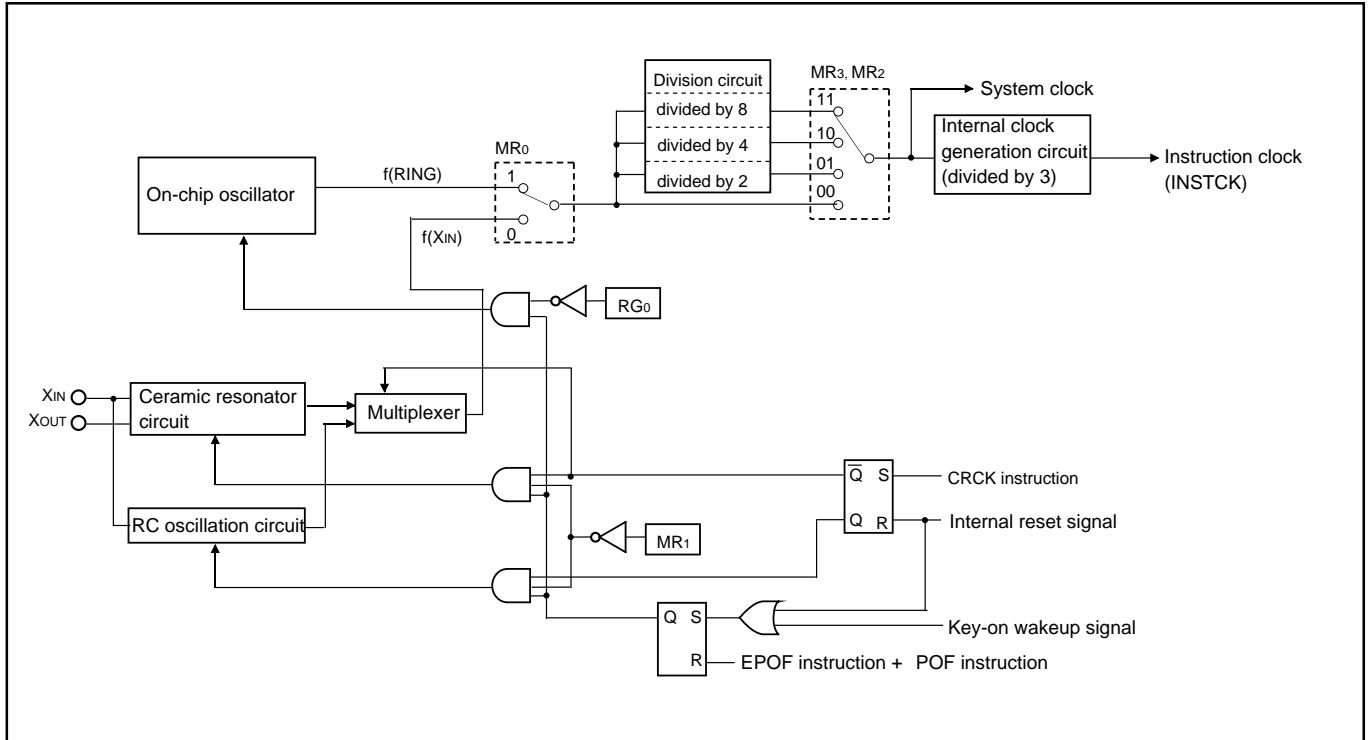 Division circuit
divided by 8
divided by 4
divided by 2
MR3, MR2
11
10
01
00
System clock
Internal clock
generation circuit
(divided by 3)
Instruction clock
(INSTCK)
On-chip oscillator
f(RING)
MR0
1
0
f(XIN)
RG0
XIN
XOUT
Ceramic resonator
circuit
Multiplexer
RC oscillation circuit
MR1
Q S
Q R
CRCK instruction
Internal reset signal
Q S
R
Key-on wakeup signal
EPOF instruction + POF instruction